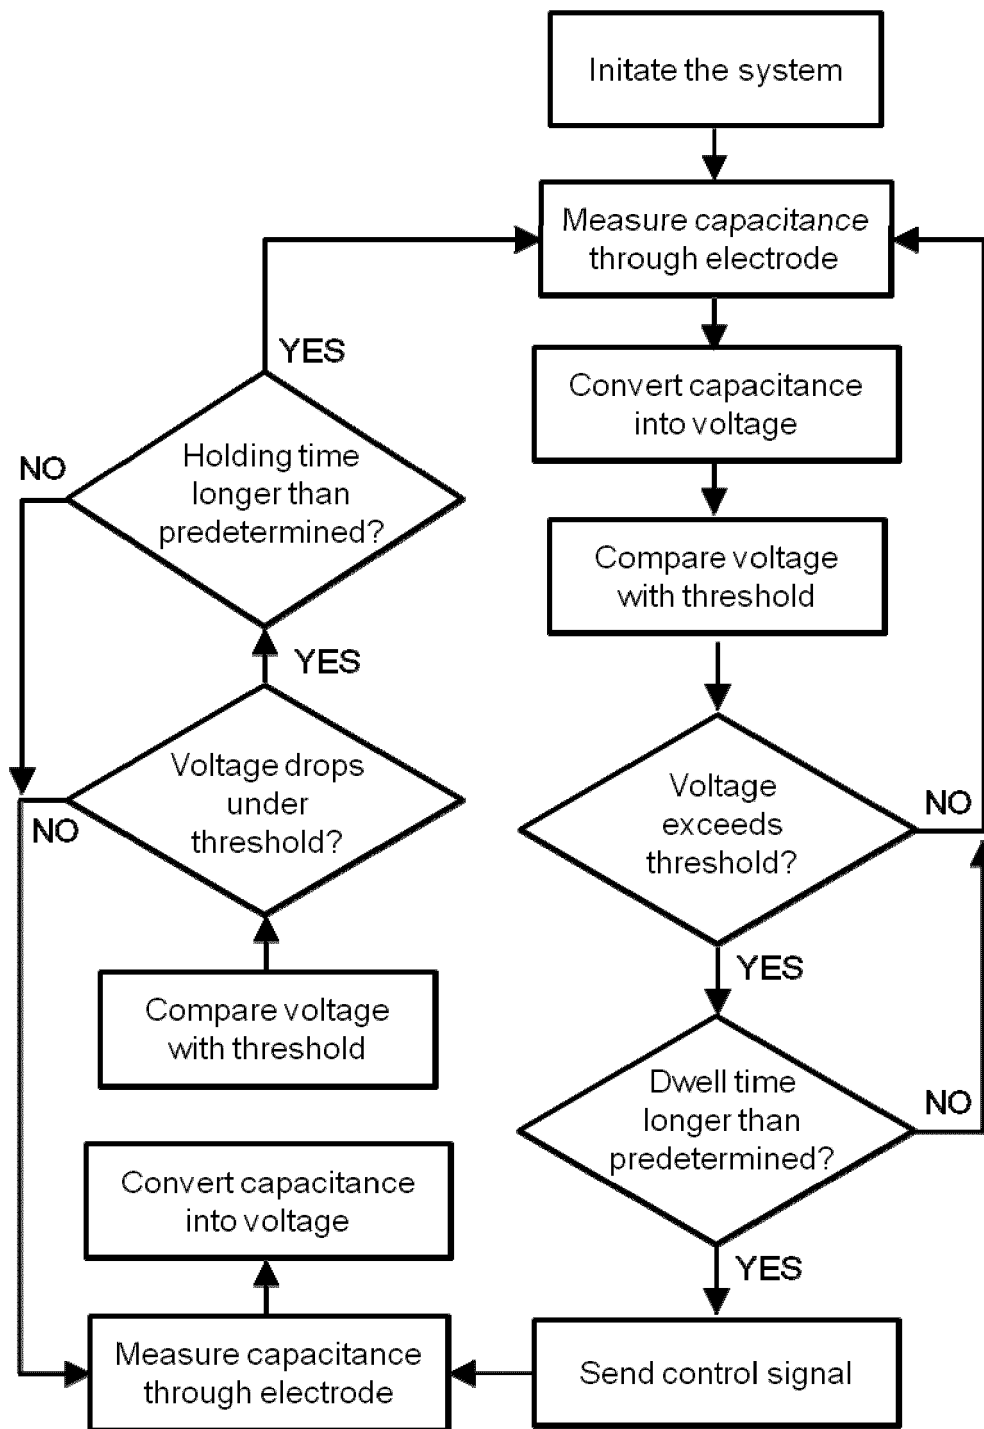 Initate the system
Measure capacitance
through electrode
YES
Convert capacitance
into voltage
Holding time
longer than
predetermined?
NO
Compare voltage
with threshold
YES
Voltage drops
under
threshold?
NO
Voltage
exceeds
threshold?
NO
YES
Compare voltage
with threshold
Dwell time
longer than
predetermined?
NO
Convert capacitance
into voltage
YES
Measure capacitance
through electrode
Send control signal